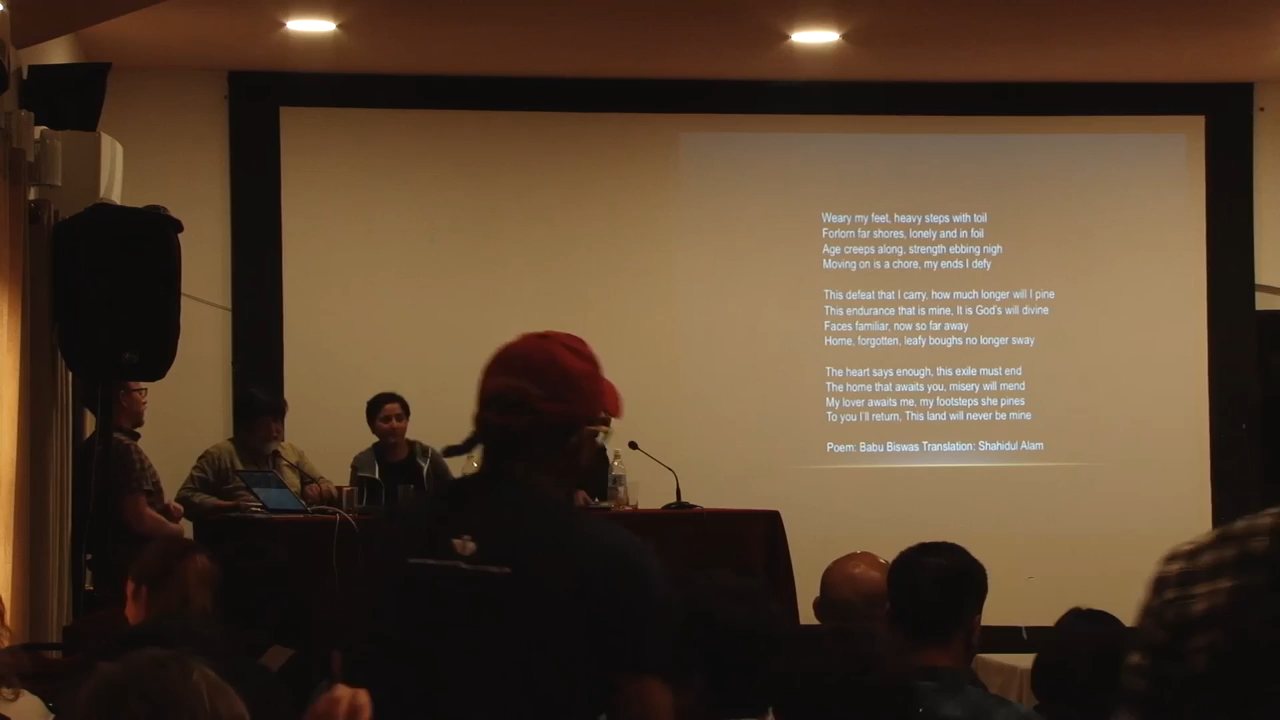 Weary my feet, heavy steps with toil
Forlorn far shores, lonely and in foil
Age creeps along, strength ebbing nigh
Moving on is a chore, my ends I defy
This defeat that I carry, how much longer will I pine
This endurance that is mine, It is God's will divine
Faces familiar, now so far away
Home, forgotten, leafy boughs no longer sway
The heart says enough, this exile must end
The home that awaits you, misery will mend
My lover awaits me, my footsteps she pines
To you I'll return, This land will never be mine
Poem: Babu Biswas Translation: Shahidul Alam